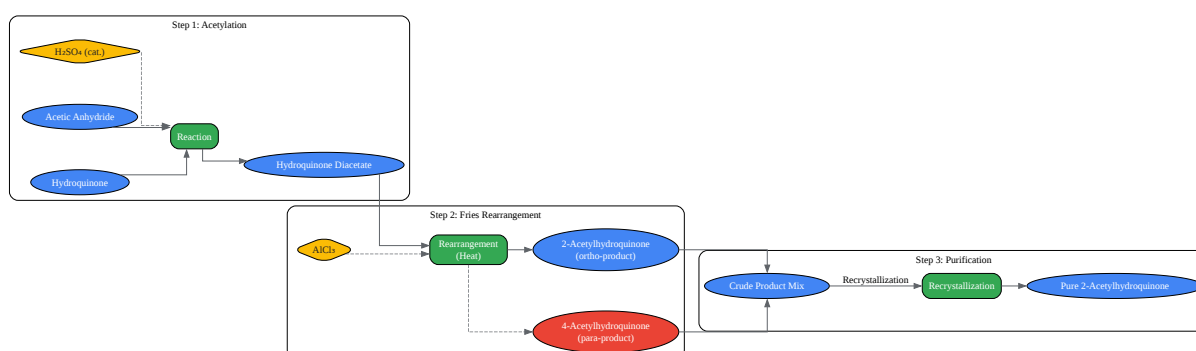 Step 1: Acetylation
H₂SO₄ (cat.)
Acetic Anhydride
Reaction
Hydroquinone
Hydroquinone Diacetate
Step 2: Fries Rearrangement
AlCl₃
Rearrangement
(Heat)
2-Acetylhydroquinone
(ortho-product)
4-Acetylhydroquinone
(para-product)
Step 3: Purification
Crude Product Mix
Recrystallization
Recrystallization
Pure 2-Acetylhydroquinone